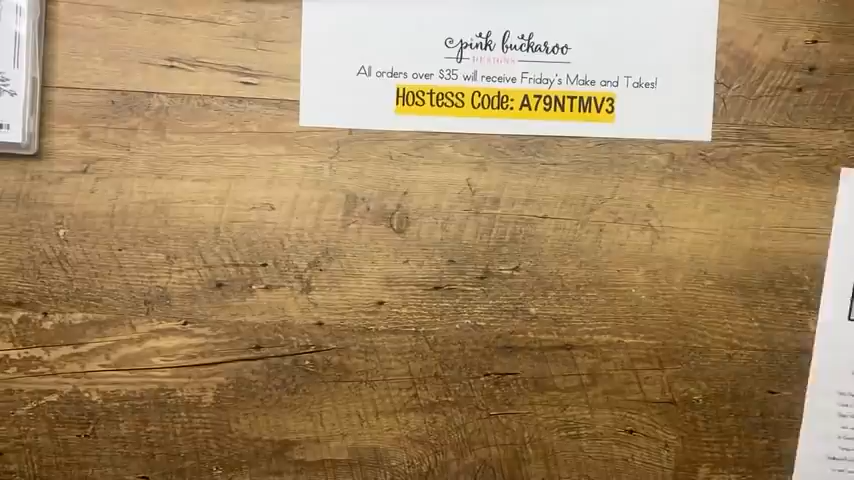 @pink buckaroo
DESIGNS
All orders over $35 will receive Friday's Make and Takes!
Hostess Code: A79NTMV3